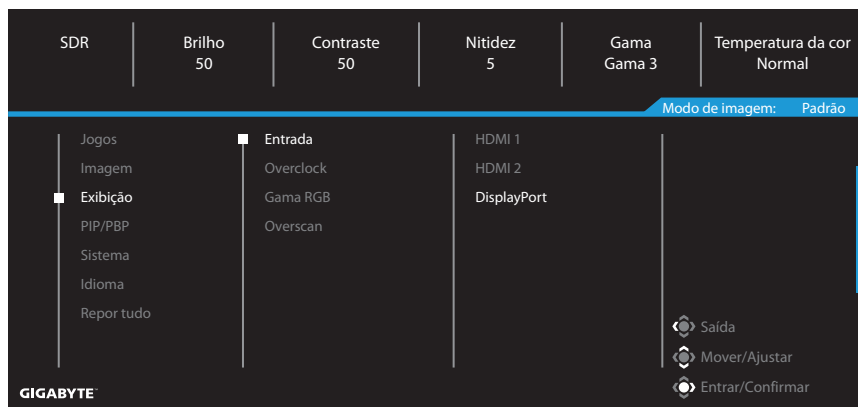 SDR Brilho Contraste Nitidez Gama Temperatura da cor
50 50 5 Gama 3 Normal
Modo de imagem: Padrão
Jogos Entrada HDMI 1
Imagem Overclock HDMI 2
Exibição Gama RGB DisplayPort
PIP/PBP Overscan
Sistema
Idioma
Repor tudo
Saída
Mover/Ajustar
GIGABYTE™ Entrar/Confirmar